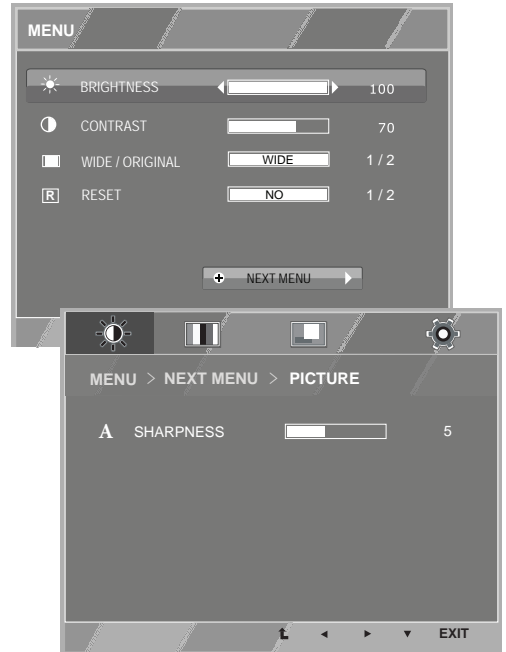 MENU
BRIGHTNESS 100
CONTRAST 70
WIDE / ORIGINAL WIDE 1 / 2
R RESET NO 1 / 2
NEXT MENU
MENU > NEXT MENU > PICTURE
A SHARPNESS 5
EXIT